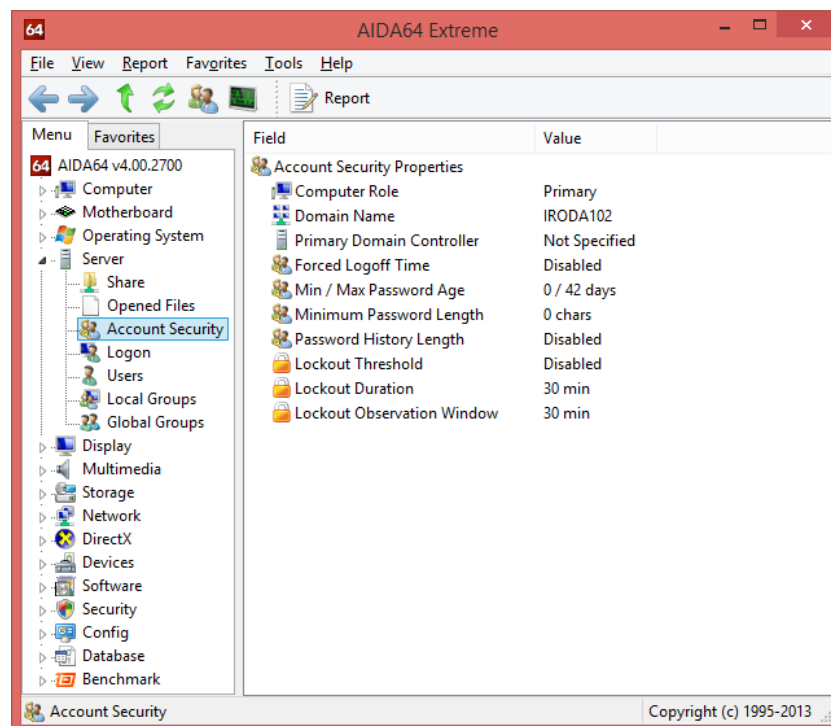 64 AIDA64 Extreme
File View Report Favorites Tools Help
Report
Menu Favorites
Field Value
64 AIDA64 v4.00.2700
Computer
Motherboard
Operating System
Server
Share
Opened Files
Account Security
Logon
Users
Local Groups
Global Groups
Display
Multimedia
Storage
Network
DirectX
Devices
Software
Security
Config
Database
Benchmark
Account Security Properties
Computer Role Primary
Domain Name IRODA102
Primary Domain Controller Not Specified
Forced Logoff Time Disabled
Min / Max Password Age 0 / 42 days
Minimum Password Length 0 chars
Password History Length Disabled
Lockout Threshold Disabled
Lockout Duration 30 min
Lockout Observation Window 30 min
Account Security Copyright (c) 1995-2013